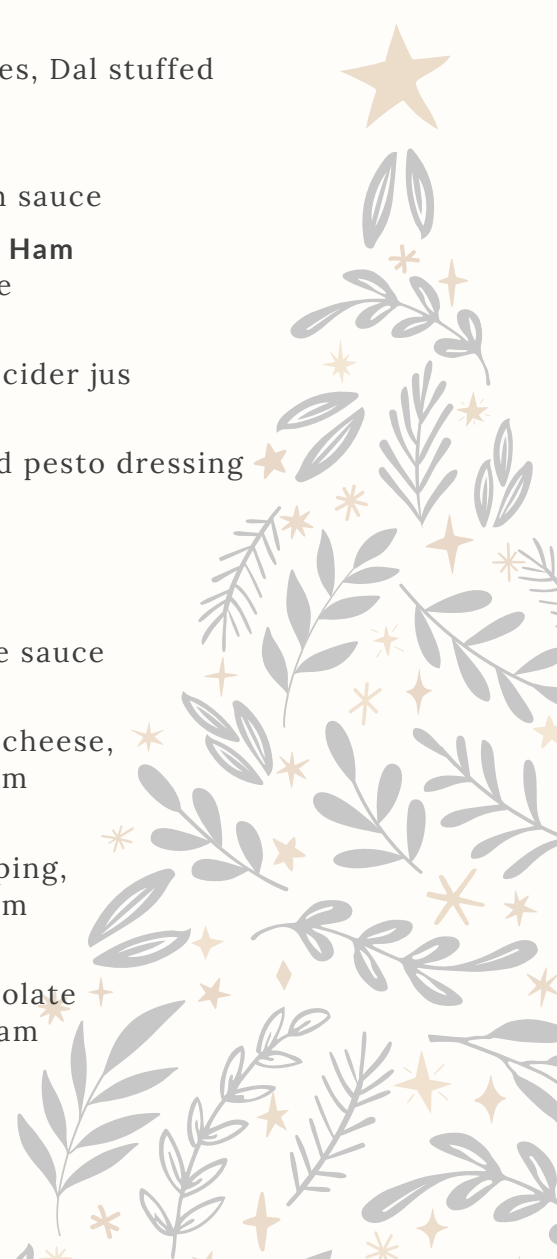 es, Dal stuffed
n sauce
Ham
e
cider jus
d pesto dressing
e sauce
cheese,
m
ping,
m
olate
am